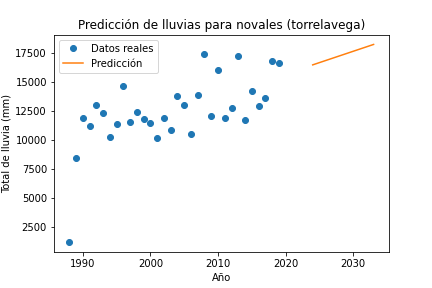 Predicción de lluvias para novales (torrelavega)
Datos reales
Predicción
Total de lluvia (mm)
17500
15000
12500
10000
7500
5000
2500
1990
2000
2010
2020
2030
Año